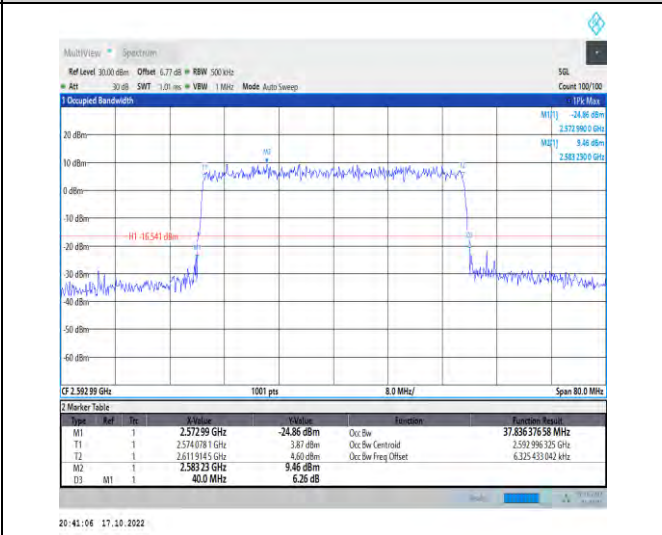 MultiView Spectrum
Ref Level 30.00 dBm Offset 6.77 dB RBW 500 kHz SGL
Att 30 dB SWT 1.01 ms VBW 1 MHz Mode Auto Sweep Count 100/100
1 Occupied Bandwidth 1Pk Max
M1[1] -24.86 dBm
2.572 990 0 GHz
20 dBm M2[1] 9.46 dBm
2.583 230 0 GHz
M2
10 dBm
0 dBm
-10 dBm
H1 -16.541 dBm
-20 dBm
-30 dBm
-40 dBm
-50 dBm
-60 dBm
CF 2.592 99 GHz 1001 pts 8.0 MHz/ Span 80.0 MHz
2 Marker Table
Type Ref Trc X-Value Y-Value Function Function Result
M1 1 2.572 99 GHz -24.86 dBm Occ Bw 37.836 376 58 MHz
T1 1 2.574 078 1 GHz 3.87 dBm Occ Bw Centroid 2.592 996 325 GHz
T2 1 2.611 914 5 GHz 4.60 dBm Occ Bw Freq Offset 6.325 433 042 kHz
M2 1 2.583 23 GHz 9.46 dBm
D3 M1 1 40.0 MHz 6.26 dB
20:41:06 17.10.2022